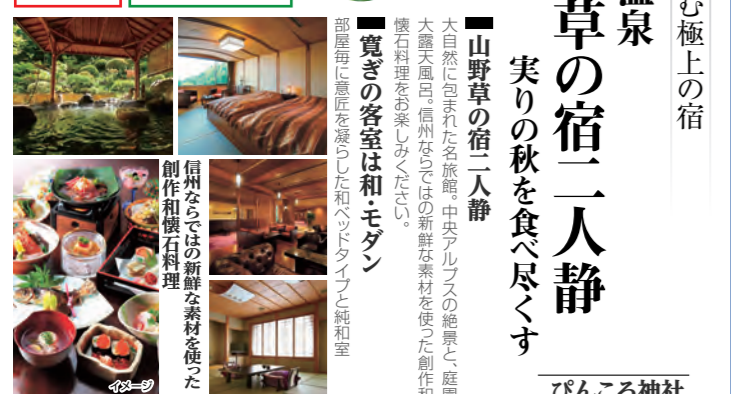 む極上の宿
温泉
草の宿二人静
実りの秋を食べ尽くす
山野草の宿二人静
大自然に包まれた名旅館。中央アルプスの絶景と、庭園
大露天風呂。信州ならではの新鮮な素材を使った創作和
懐石料理をお楽しみください。
寛ぎの客室は和・モダン
部屋毎に意匠を凝らした和ベッドタイプと純和室
信州ならではの新鮮な素材を使った
創作和懐石料理
イメージ
ぴんころ神社